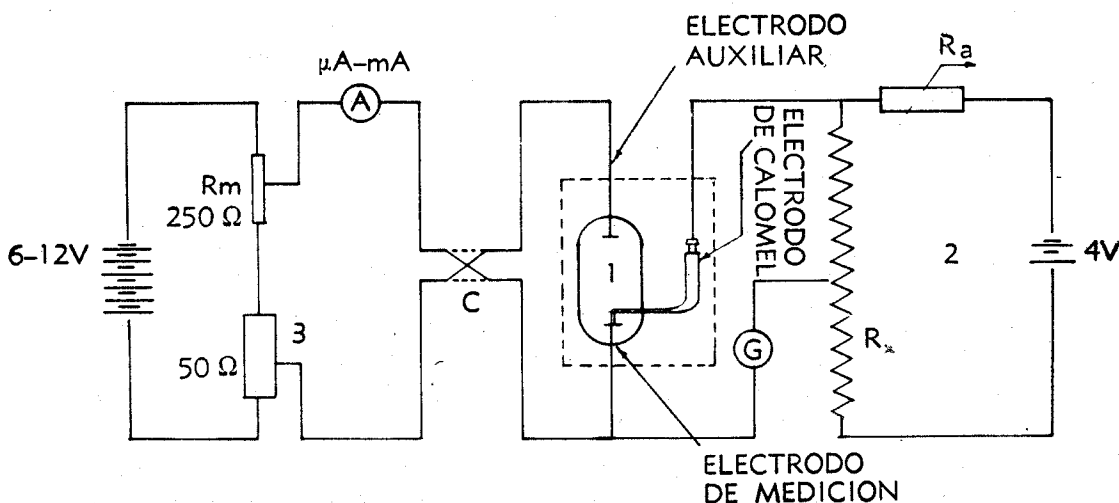 ELECTRODO
AUXILIAR
Ra
μA-mA
A
ELECTRODO
DE CALOMEL
Rm
250 Ω
6-12V
1
2
4V
C
3
50 Ω
G
Rx
ELECTRODO
DE MEDICION